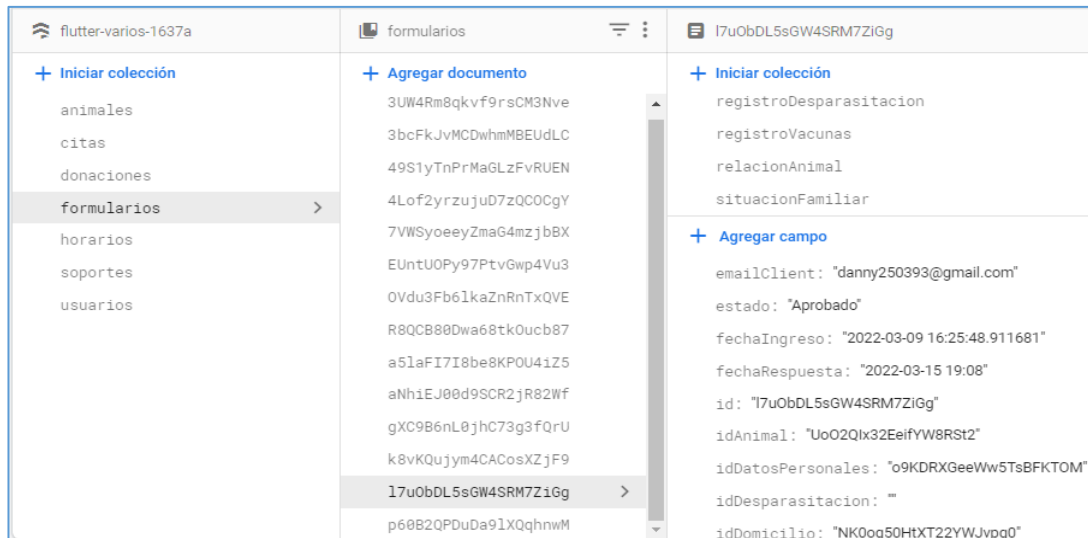 flutter-varios-1637a
+ Iniciar colección
animales
citas
donaciones
formularios
horarios
soportes
usuarios
formularios
+ Agregar documento
3UW4Rm8qkvf9rsCM3Nve
3bcFkJvMCDwhmMBEUdLC
49S1yTnPrMaGLzFvRUEN
4Lof2yrzujuD7zQCOCgY
7VWSyoeeyZmaG4mzjbBX
EUntUOPy97PtvGwp4Vu3
OVdu3Fb6lkaZnRnTxQVE
R8QCB80Dwa68tkOucb87
a5laFI7I8be8KPOU4iZ5
aNhiEJ00d9SCR2jR82Wf
gXC9B6nL0jhC73g3fQrU
k8vKQujym4CACosXZjF9
l7uObDL5sGW4SRM7ZiGg
p60B2QPDuDa9lXQqhnwM
l7uObDL5sGW4SRM7ZiGg
+ Iniciar colección
registroDesparasitacion
registroVacunas
relacionAnimal
situacionFamiliar
+ Agregar campo
emailClient: "danny250393@gmail.com"
estado: "Aprobado"
fechaIngreso: "2022-03-09 16:25:48.911681"
fechaRespuesta: "2022-03-15 19:08"
id: "l7uObDL5sGW4SRM7ZiGg"
idAnimal: "UoO2QIx32EeifYW8RSt2"
idDatosPersonales: "o9KDRXGeeWw5TsBFKTOM"
idDesparasitacion: ""
idDomicilio: "NK0og50HtXT22YWJvpg0"